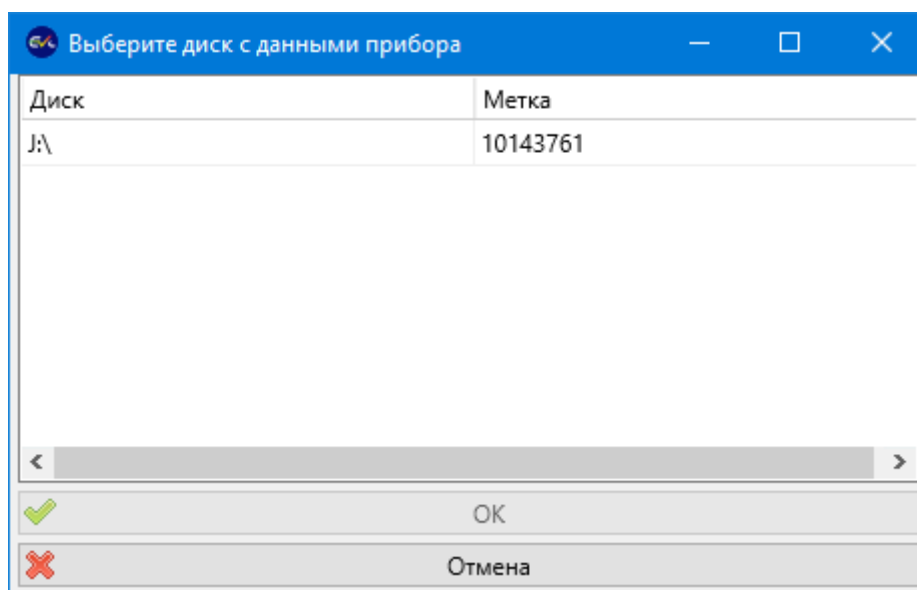 Выберите диск с данными прибора
Диск Метка
J:\ 10143761
OK
Отмена